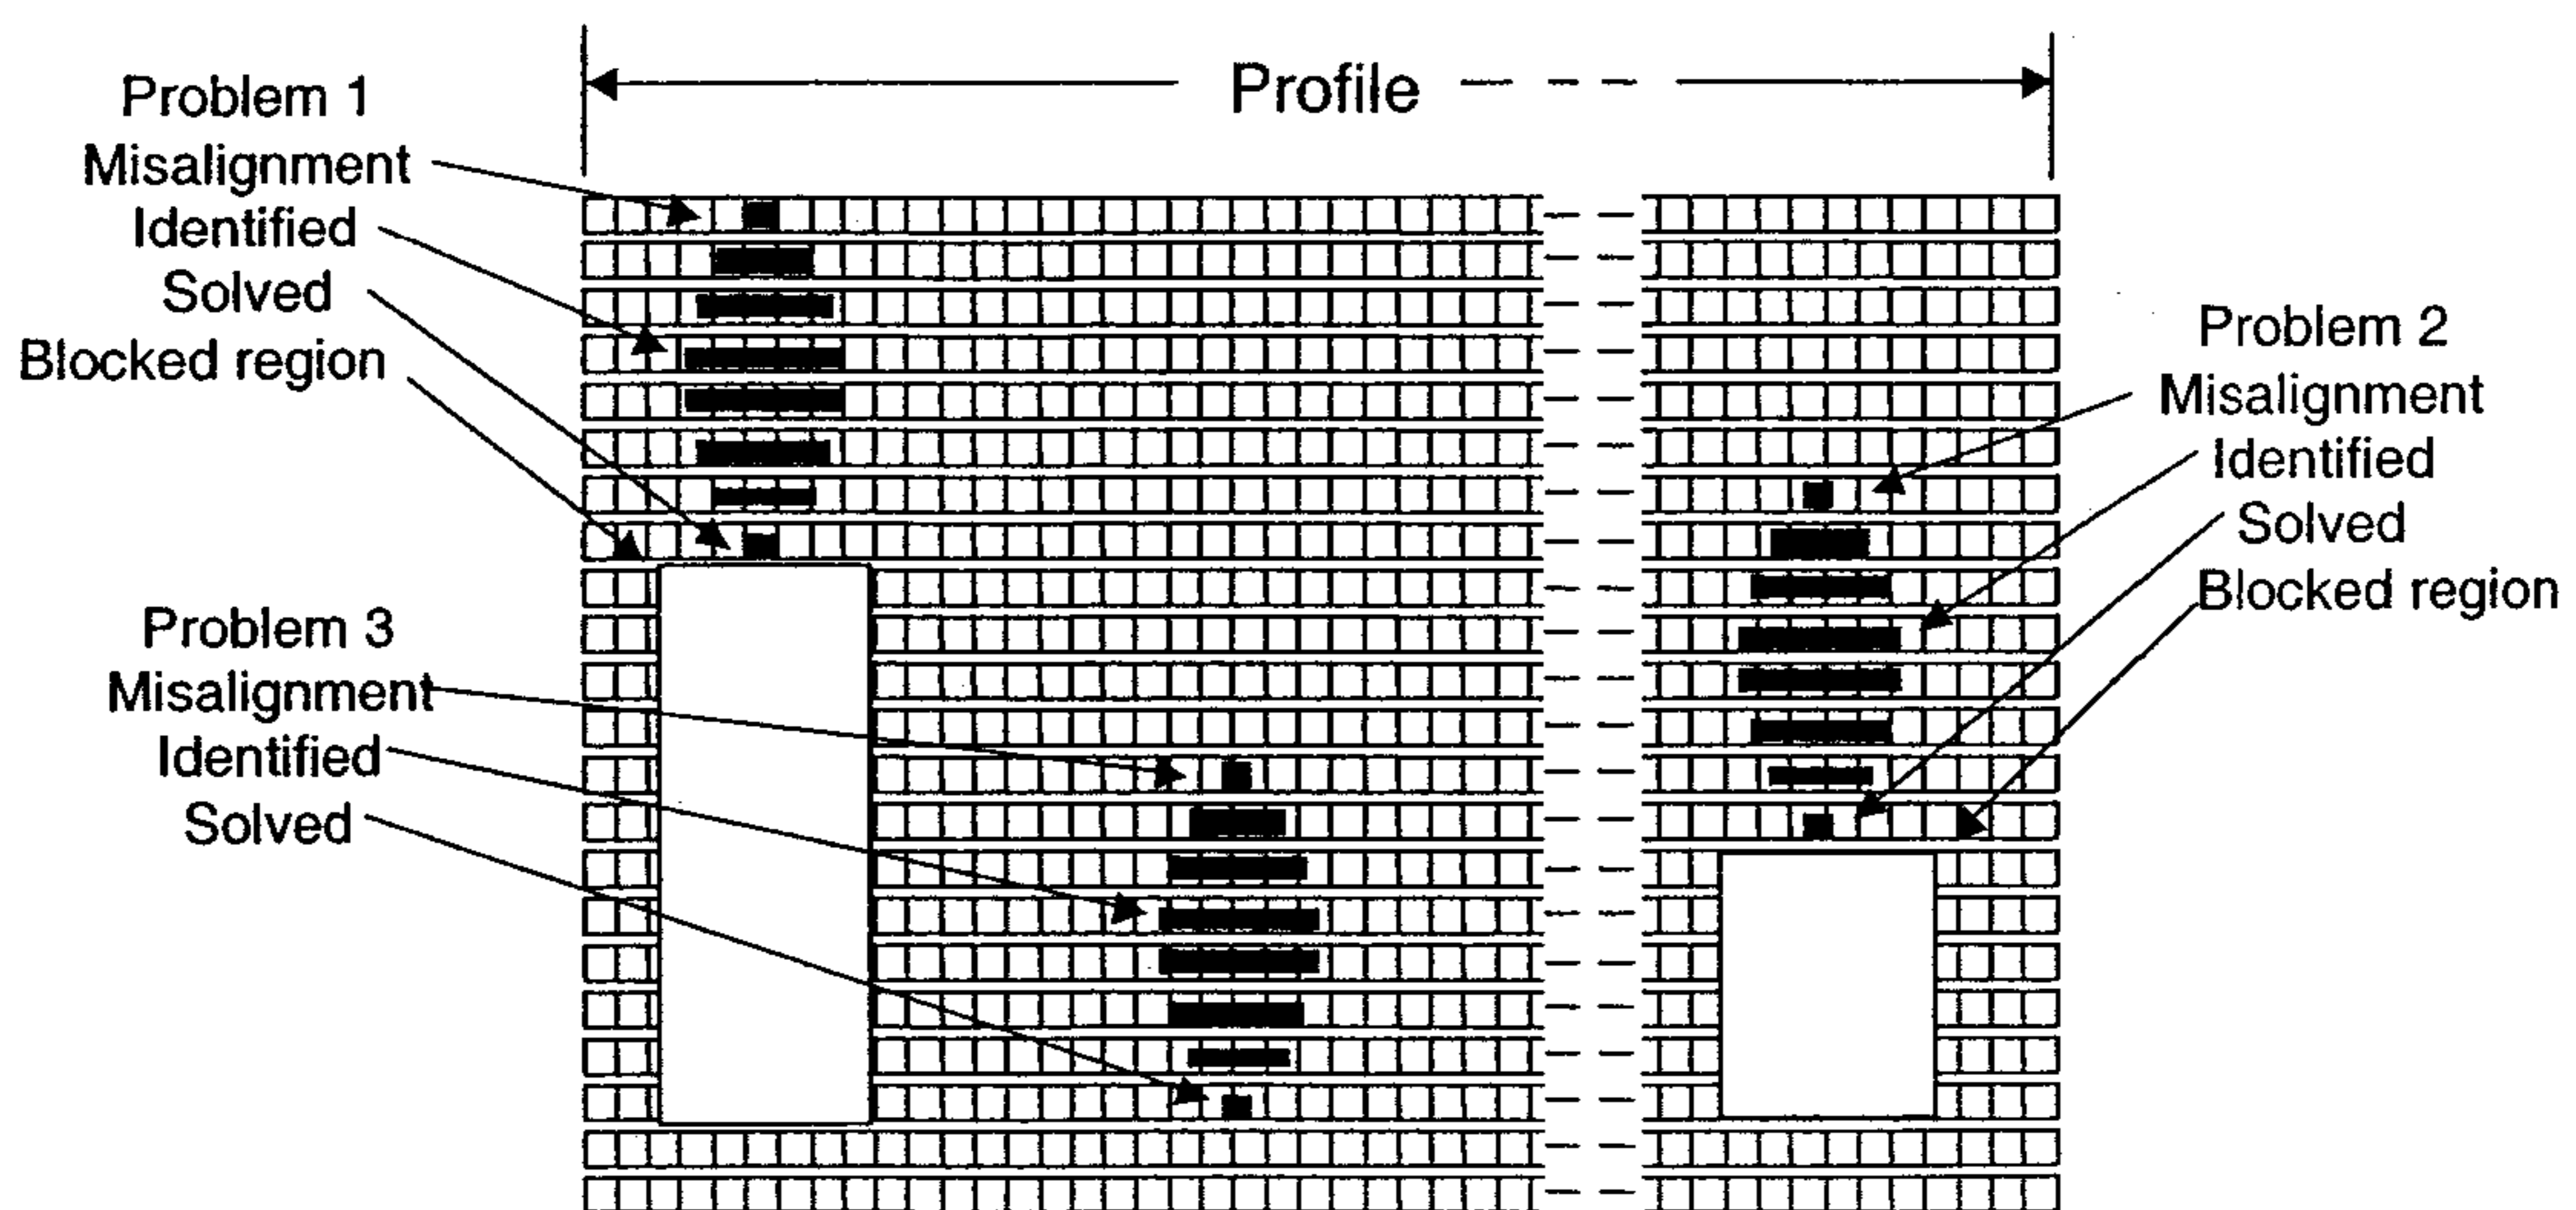 Profile
Problem 1
Misalignment
Identified
Solved
Blocked region
Problem 2
Misalignment
Identified
Solved
Blocked region
Problem 3
Misalignment
Identified
Solved